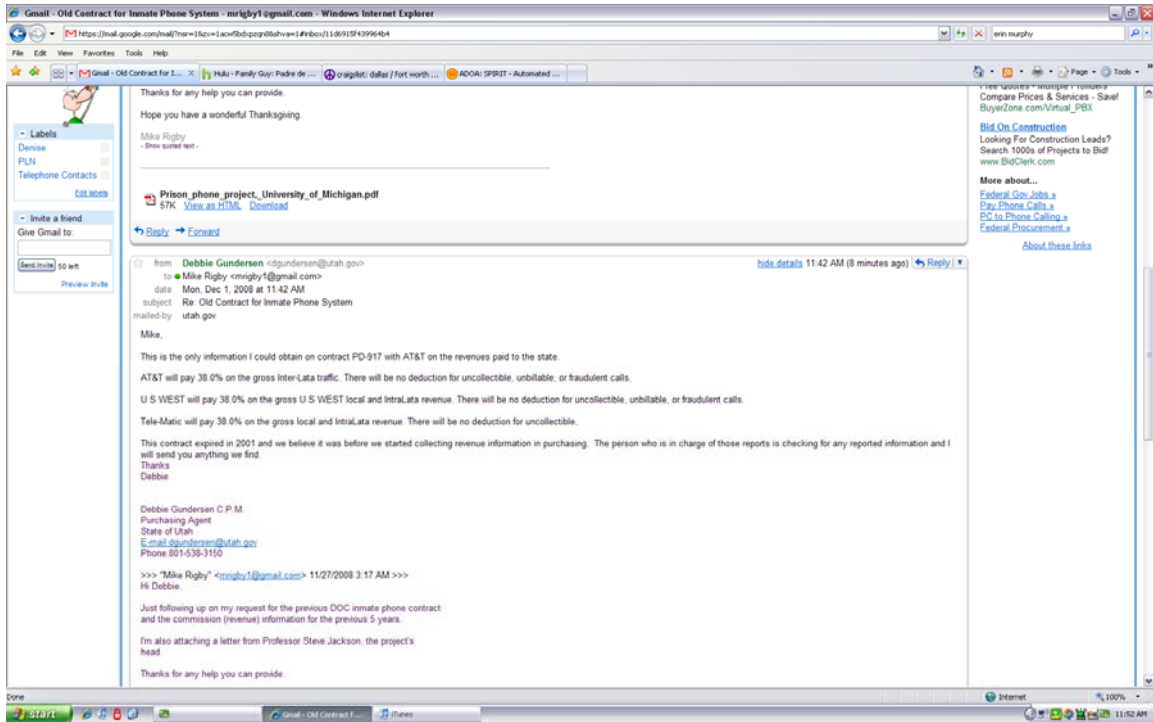 Gmail - Old Contract for Inmate Phone System - mrigby1@gmail.com - Windows Internet Explorer
erin murphy
File Edit View Favorites Tools Help
Gmail - Old Contract for I... Hulu - Family Guy: Padre de ... craigslist: dallas / fort worth ... ADOA: SPIRIT - Automated ...
Page Tools
Thanks for any help you can provide.
Hope you have a wonderful Thanksgiving.
Mike Rigby
- Show quoted text -
Prison_phone_project,_University_of_Michigan.pdf
57K View as HTML Download
Reply Forward
Labels
Denise
PLN
Telephone Contacts
Edit labels
Invite a friend
Give Gmail to:
Send Invite 50 left
Preview Invite
from Debbie Gundersen <dgundersen@utah.gov>
hide details 11:42 AM (8 minutes ago) Reply
to Mike Rigby <mrigby1@gmail.com>
date Mon, Dec 1, 2008 at 11:42 AM
subject Re: Old Contract for Inmate Phone System
mailed-by utah.gov
Mike,
This is the only information I could obtain on contract PD-917 with AT&T on the revenues paid to the state.
AT&T will pay 38.0% on the gross Inter-Lata traffic. There will be no deduction for uncollectible, unbillable, or fraudulent calls.
U S WEST will pay 38.0% on the gross U S WEST local and IntraLata revenue. There will be no deduction for uncollectible, unbillable, or fraudulent calls.
Tele-Matic will pay 38.0% on the gross local and IntraLata revenue. There will be no deduction for uncollectible.
This contract expired in 2001 and we believe it was before we started collecting revenue information in purchasing. The person who is in charge of those reports is checking for any reported information and I
will send you anything we find.
Thanks
Debbie
Debbie Gundersen C.P.M.
Purchasing Agent
State of Utah
E-mail dgundersen@utah.gov
Phone 801-538-3150
>>> "Mike Rigby" <mrigby1@gmail.com> 11/27/2008 3:17 AM >>>
Hi Debbie,
Just following up on my request for the previous DOC inmate phone contract
and the commission (revenue) information for the previous 5 years.
I'm also attaching a letter from Professor Steve Jackson, the project's
head.
Thanks for any help you can provide.
Free Quotes - Multiple Providers
Compare Prices & Services - Save!
BuyerZone.com/Virtual_PBX
Bid On Construction
Looking For Construction Leads?
Search 1000s of Projects to Bid!
www.BidClerk.com
More about...
Federal Gov Jobs »
Pay Phone Calls »
PC to Phone Calling »
Federal Procurement »
About these links
Done
Internet 100%
start Gmail - Old Contract f... iTunes 11:52 AM